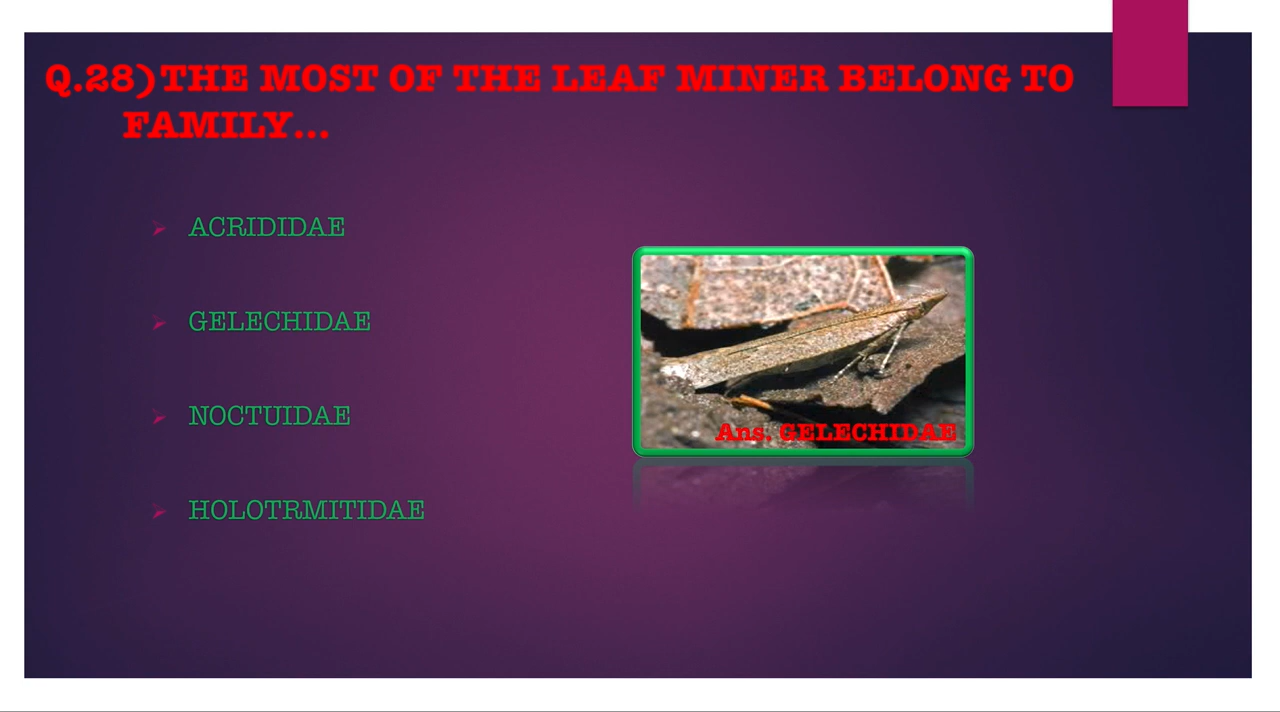 Q.28) THE MOST OF THE LEAF MINER BELONG TO
FAMILY...
ACRIDIDAE
GELECHIDAE
NOCTUIDAE
HOLOTRMITIDAE
Ans. GELECHIDAE